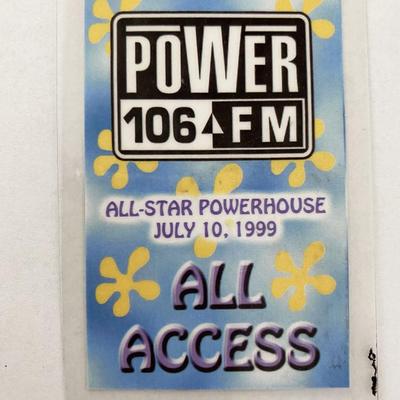 POWER
106 FM
ALL-STAR POWERHOUSE
JULY 10, 1999
ALL
ACCESS